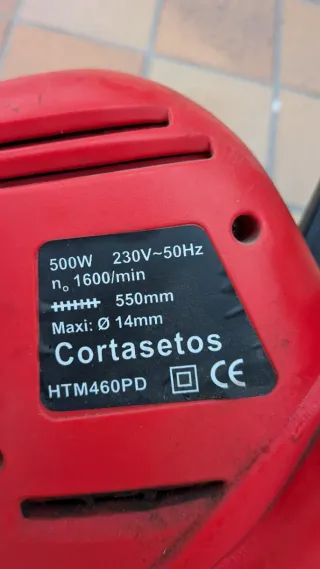 500W 230V~50Hz
n₀ 1600/min
550mm
Maxi: Ø 14mm
Cortasetos
HTM460PD CE